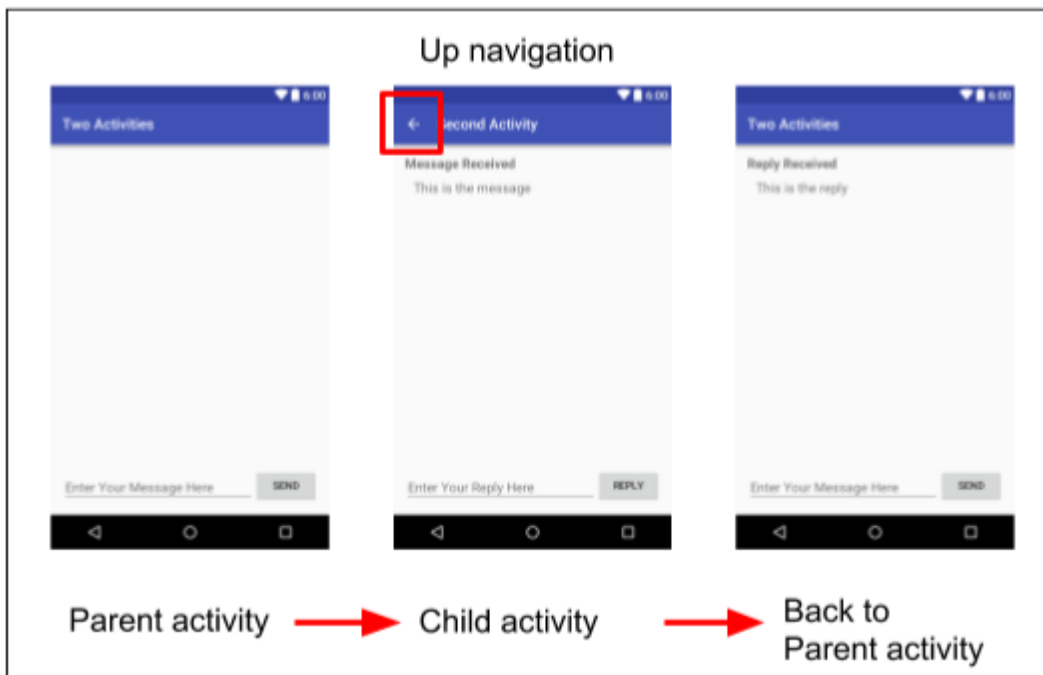 Up navigation
6:00
Two Activities
Enter Your Message Here
SEND
6:00
Second Activity
Message Received
This is the message
Enter Your Reply Here
REPLY
6:00
Two Activities
Reply Received
This is the reply
Enter Your Message Here
SEND
Parent activity
Child activity
Back to
Parent activity